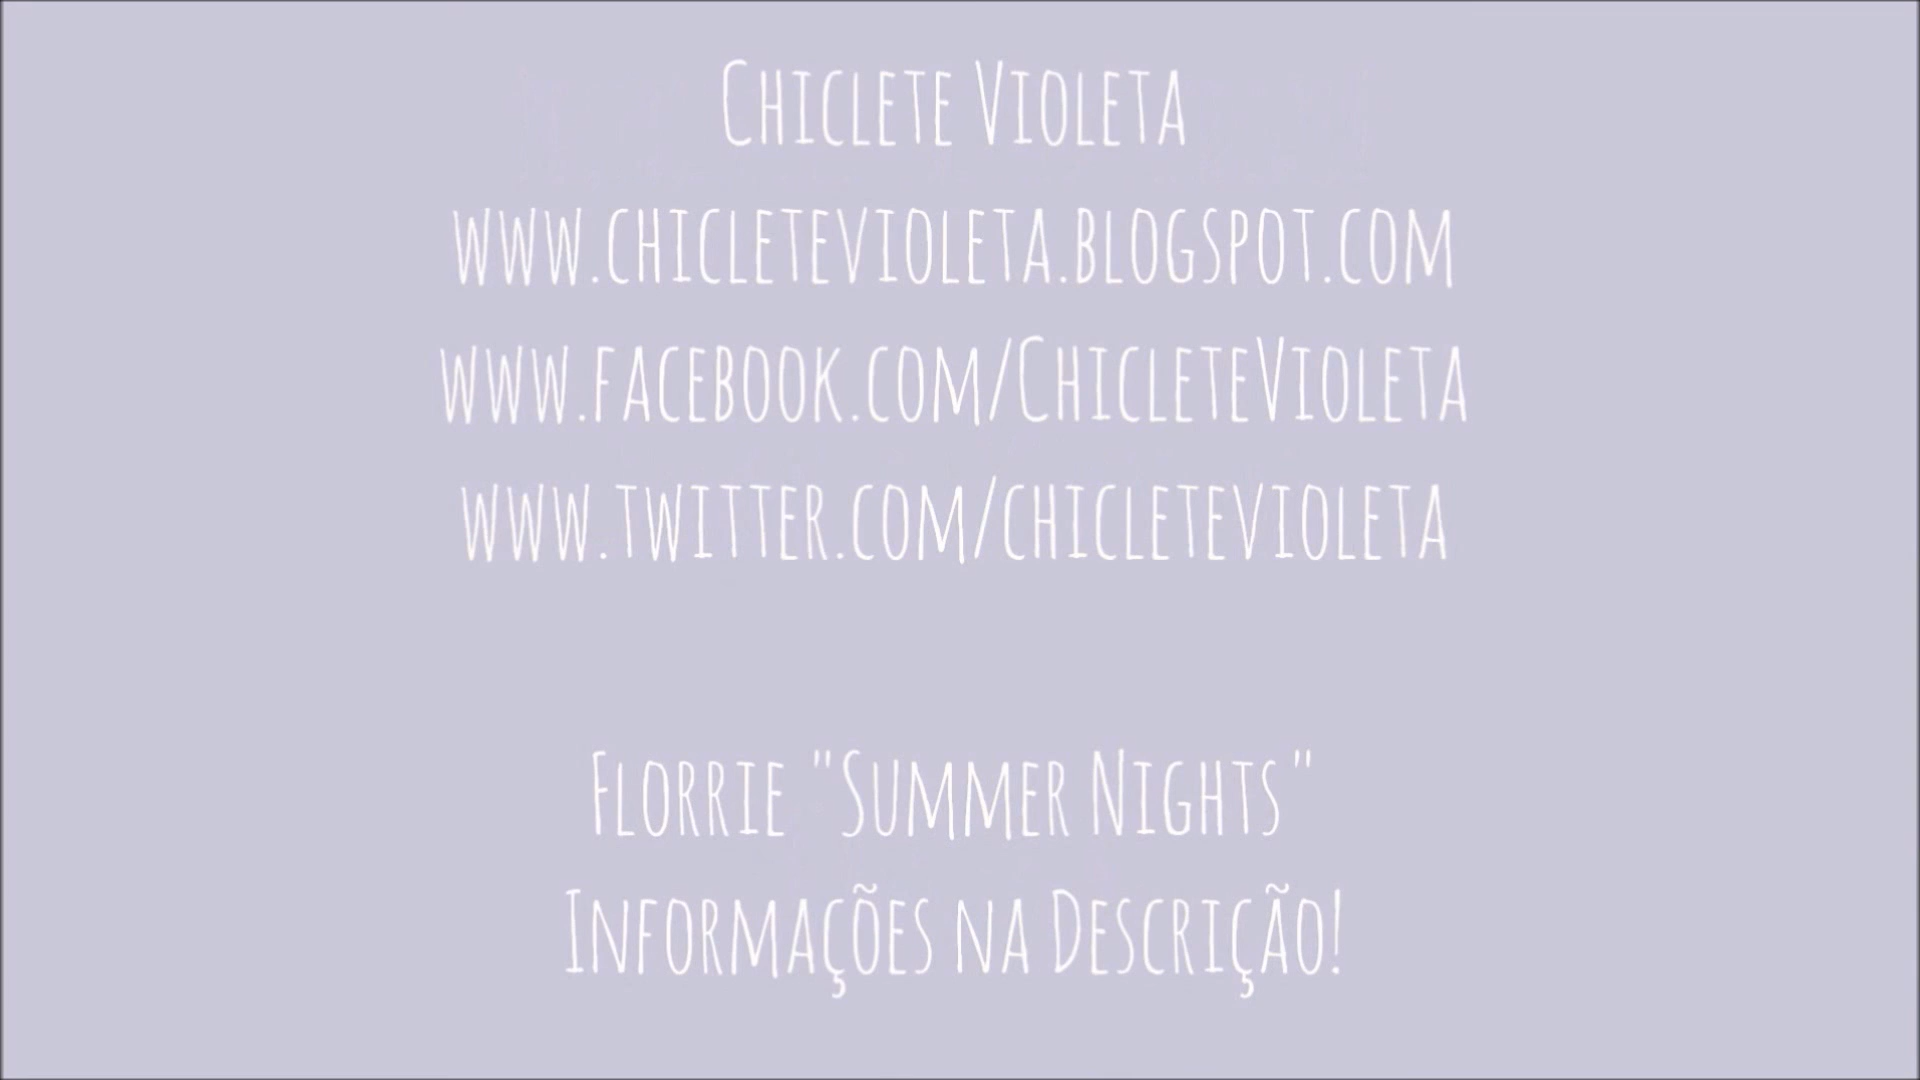 Chiclete Violeta
www.chicletevioleta.blogspot.com
www.facebook.com/ChicleteVioleta
www.twitter.com/chicletevioleta
Florrie "Summer Nights"
Informações na Descrição!